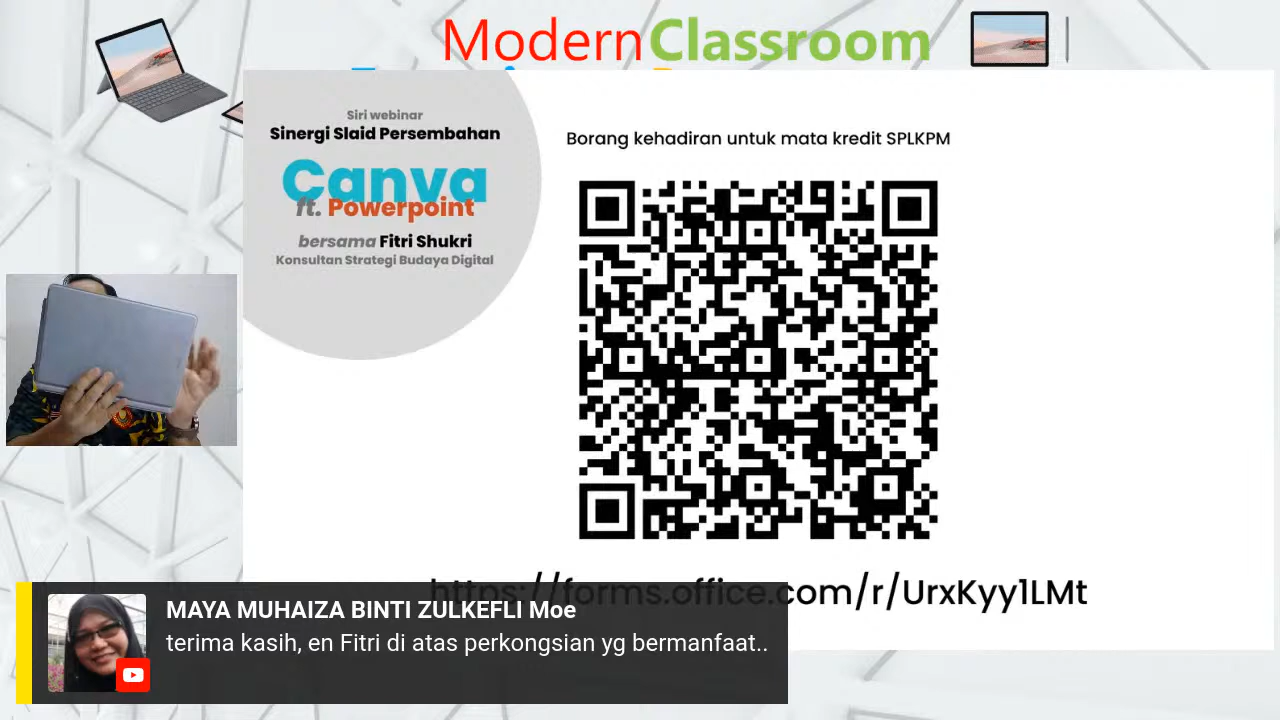 ModernClassroom
Siri webinar
Sinergi Slaid Persembahan
Canva
ft. Powerpoint
bersama Fitri Shukri
Konsultan Strategi Budaya Digital
Borang kehadiran untuk mata kredit SPLKPM
https://forms.office.com/r/UrxKyy1LMt
MAYA MUHAIZA BINTI ZULKEFLI Moe
terima kasih, en Fitri di atas perkongsian yg bermanfaat..